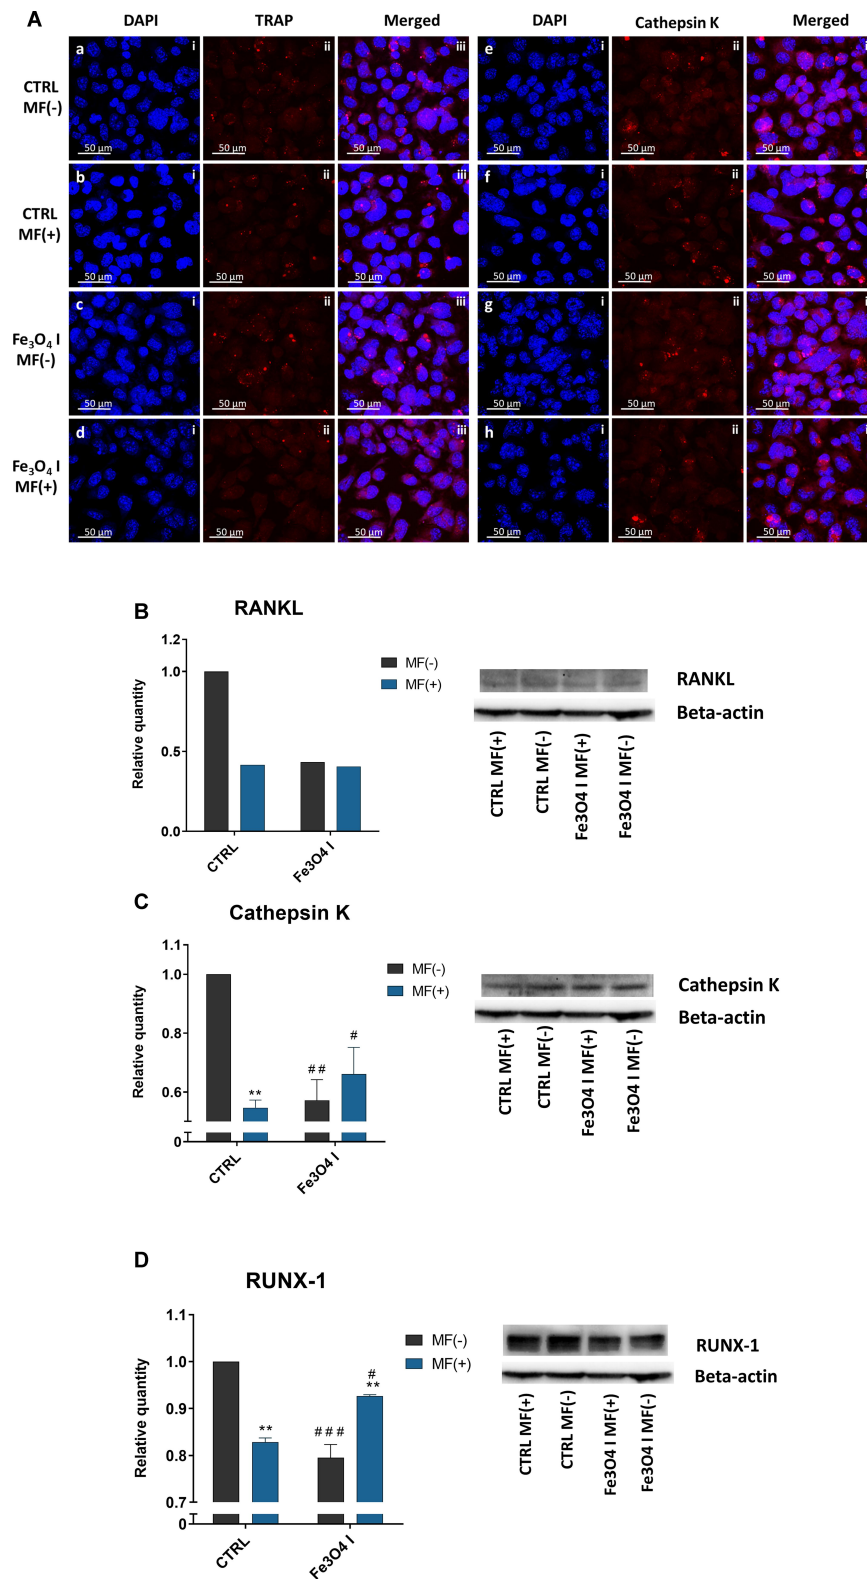 A
DAPI TRAP Merged DAPI Cathepsin K Merged
CTRL
MF(-)
a i ii iii e i ii i
50 µm 50 µm 50 µm 50 µm 50 µm 50 µm
CTRL
MF(+)
b i ii iii f i ii i
50 µm 50 µm 50 µm 50 µm 50 µm 50 µm
Fe₃O₄ I
MF(-)
c i ii iii g i ii i
50 µm 50 µm 50 µm 50 µm 50 µm 50 µm
Fe₃O₄ I
MF(+)
d i ii iii h i ii i
50 µm 50 µm 50 µm 50 µm 50 µm 50 µm
B
RANKL
Relative quantity
1.2
1.0
0.5
0.0
CTRL
Fe3O4 I
MF(-)
MF(+)
RANKL
Beta-actin
CTRL MF(+)
CTRL MF(-)
Fe3O4 I MF(+)
Fe3O4 I MF(-)
C
Cathepsin K
Relative quantity
1.1
1.0
0.8
0.6
0
**
##
#
CTRL
Fe3O4 I
MF(-)
MF(+)
Cathepsin K
Beta-actin
CTRL MF(+)
CTRL MF(-)
Fe3O4 I MF(+)
Fe3O4 I MF(-)
D
RUNX-1
Relative quantity
1.1
1.0
0.9
0.8
0.7
0
**
###
#
**
CTRL
Fe3O4 I
MF(-)
MF(+)
RUNX-1
Beta-actin
CTRL MF(+)
CTRL MF(-)
Fe3O4 I MF(+)
Fe3O4 I MF(-)